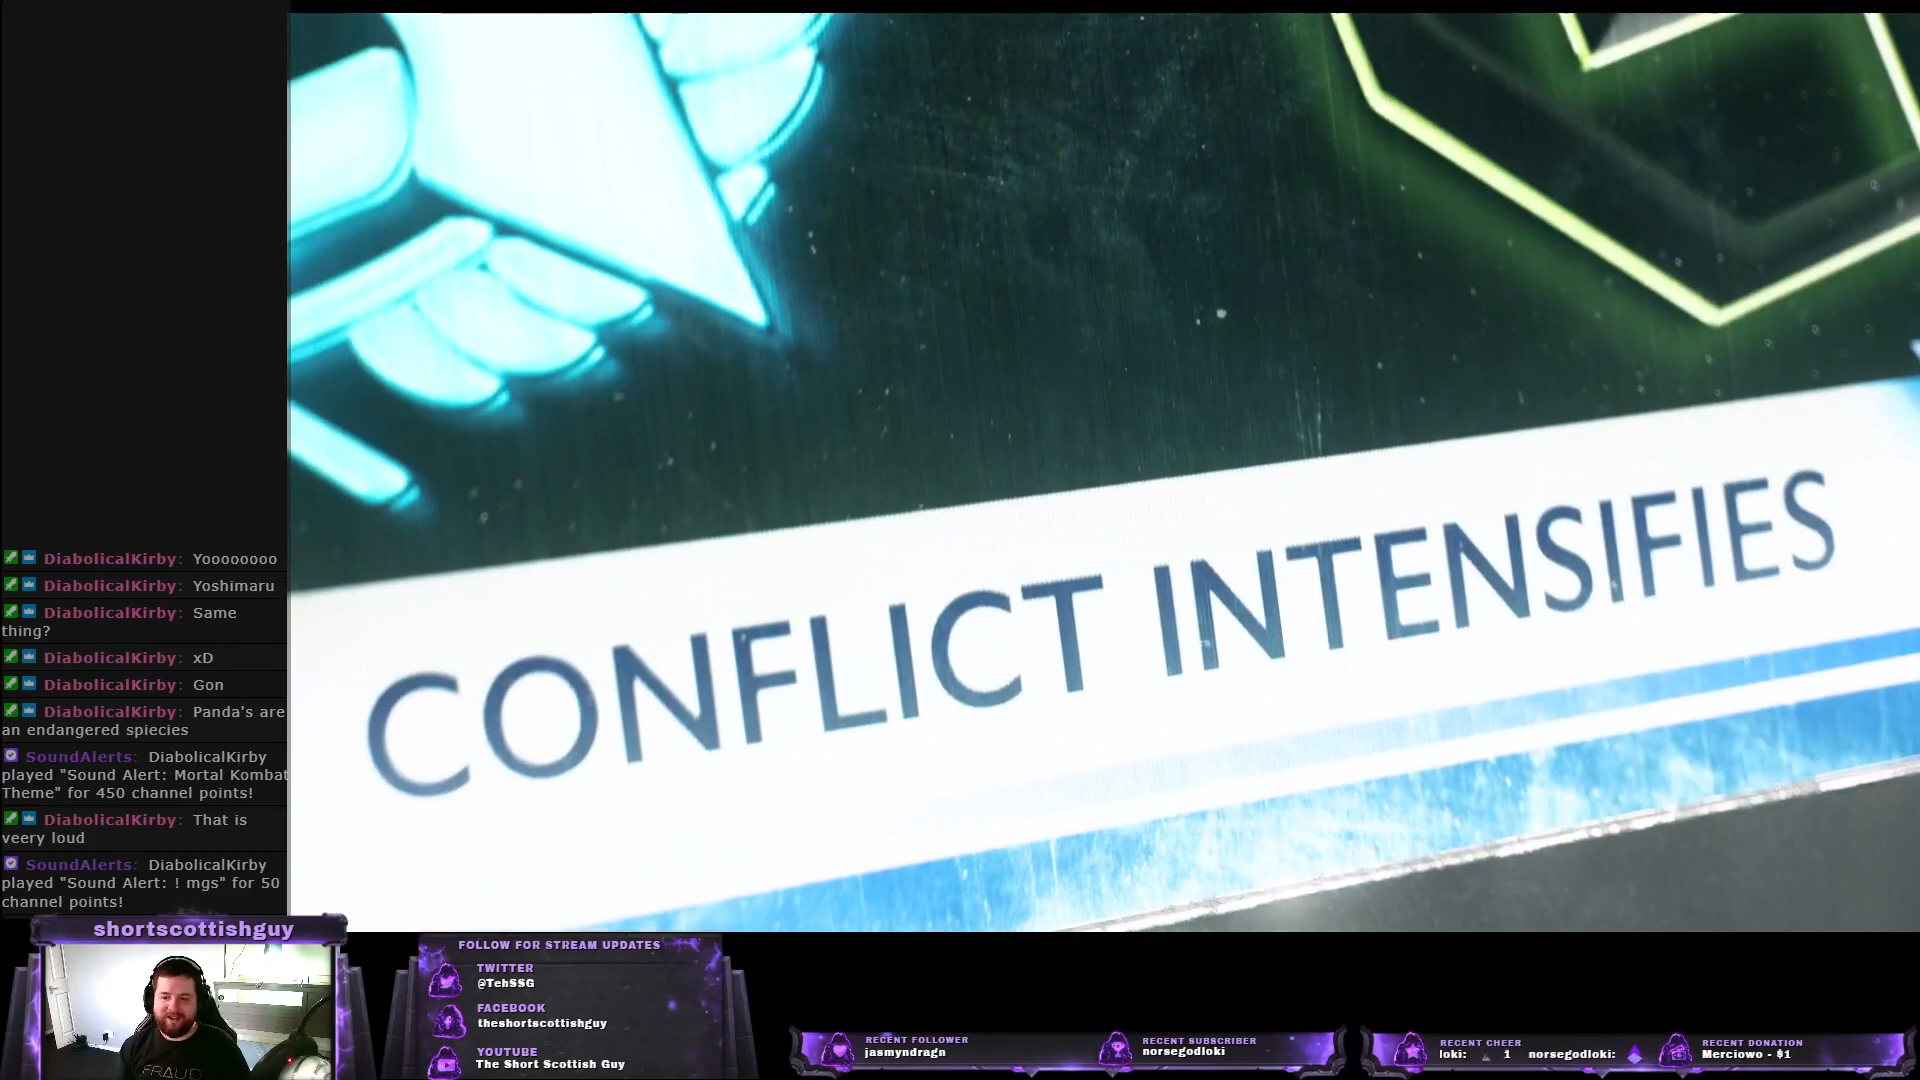 DiabolicalKirby: Yoooooooo
DiabolicalKirby: Yoshimaru
DiabolicalKirby: Same
thing?
DiabolicalKirby: xD
DiabolicalKirby: Gon
DiabolicalKirby: Panda's are
an endangered spiecies
SoundAlerts: DiabolicalKirby
played "Sound Alert: Mortal Kombat
Theme" for 450 channel points!
DiabolicalKirby: That is
veery loud
SoundAlerts: DiabolicalKirby
played "Sound Alert: ! mgs" for 50
channel points!
CONFLICT INTENSIFIES
shortscottishguy
FRAUD
FOLLOW FOR STREAM UPDATES
TWITTER
@TehSSG
FACEBOOK
theshortscottishguy
YOUTUBE
The Short Scottish Guy
RECENT FOLLOWER
jasmyndragn
RECENT SUBSCRIBER
norsegodloki
RECENT CHEER
loki: 1 norsegodloki:
RECENT DONATION
Merciowo - $1